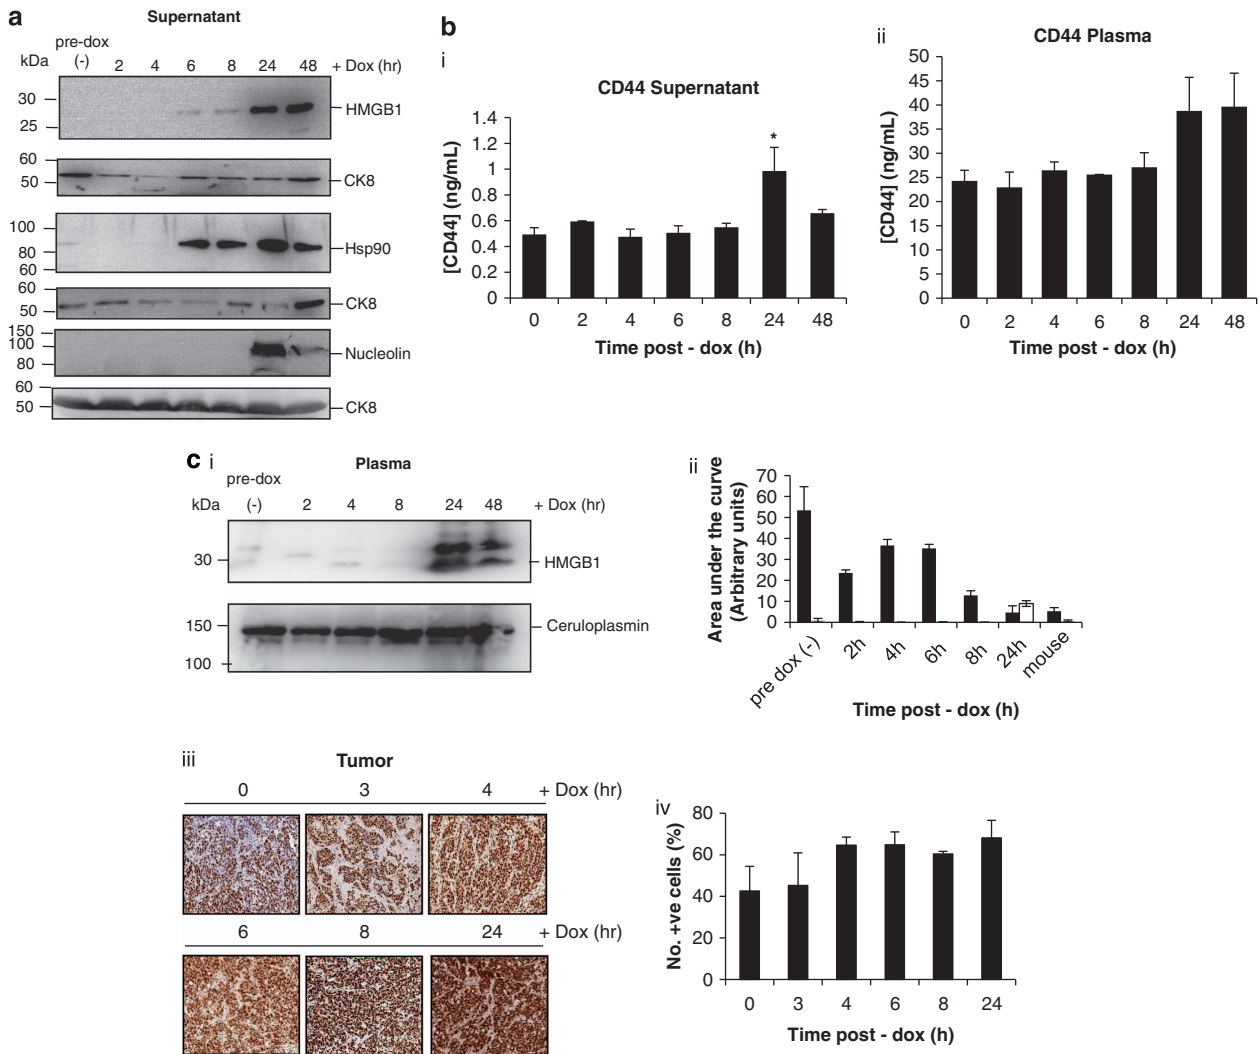 a
Supernatant
pre-dox
kDa (-) 2 4 6 8 24 48 + Dox (hr)
30
25
HMGB1
60
50
CK8
100
80
60
Hsp90
60
50
CK8
150
100
80
Nucleolin
60
50
CK8
b
i
CD44 Supernatant
[CD44] (ng/mL)
1.4
1.2
1
0.8
0.6
0.4
0.2
0
*
0 2 4 6 8 24 48
Time post - dox (h)
ii
CD44 Plasma
[CD44] (ng/mL)
50
45
40
35
30
25
20
15
10
5
0
0 2 4 6 8 24 48
Time post - dox (h)
c i
Plasma
pre-dox
kDa (-) 2 4 8 24 48 + Dox (hr)
30
HMGB1
150
100
Ceruloplasmin
ii
Area under the curve
(Arbitrary units)
70
60
50
40
30
20
10
0
pre dox (-) 2h 4h 6h 8h 24h mouse
Time post - dox (h)
iii
Tumor
0 3 4 + Dox (hr)
6 8 24 + Dox (hr)
iv
No. +ve cells (%)
80
60
40
20
0
0 3 4 6 8 24
Time post - dox (h)